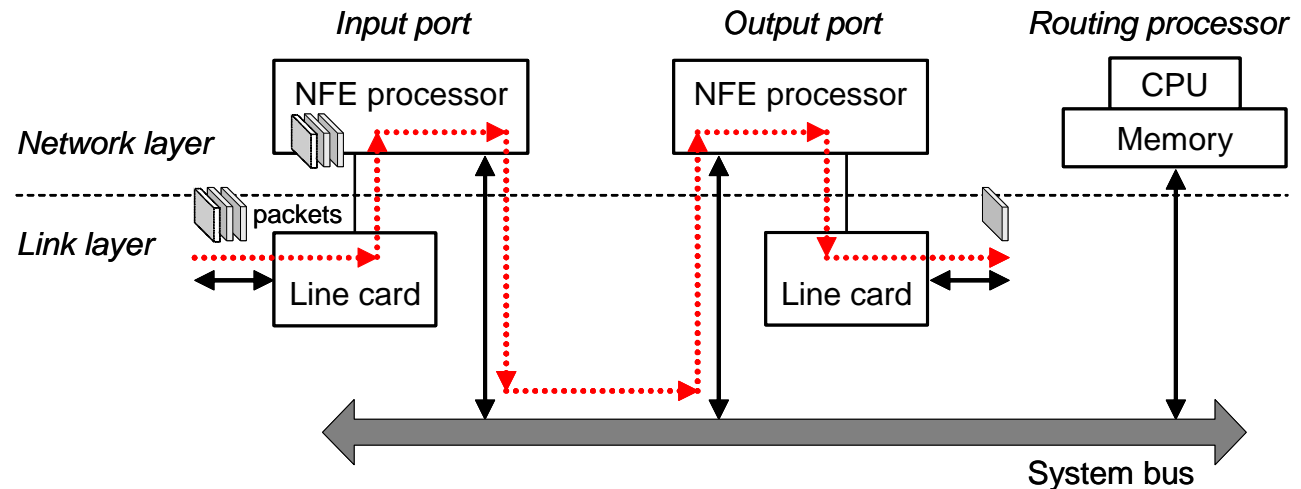 Input port
Output port
Routing processor
NFE processor
NFE processor
CPU
Memory
Network layer
packets
Link layer
Line card
Line card
System bus